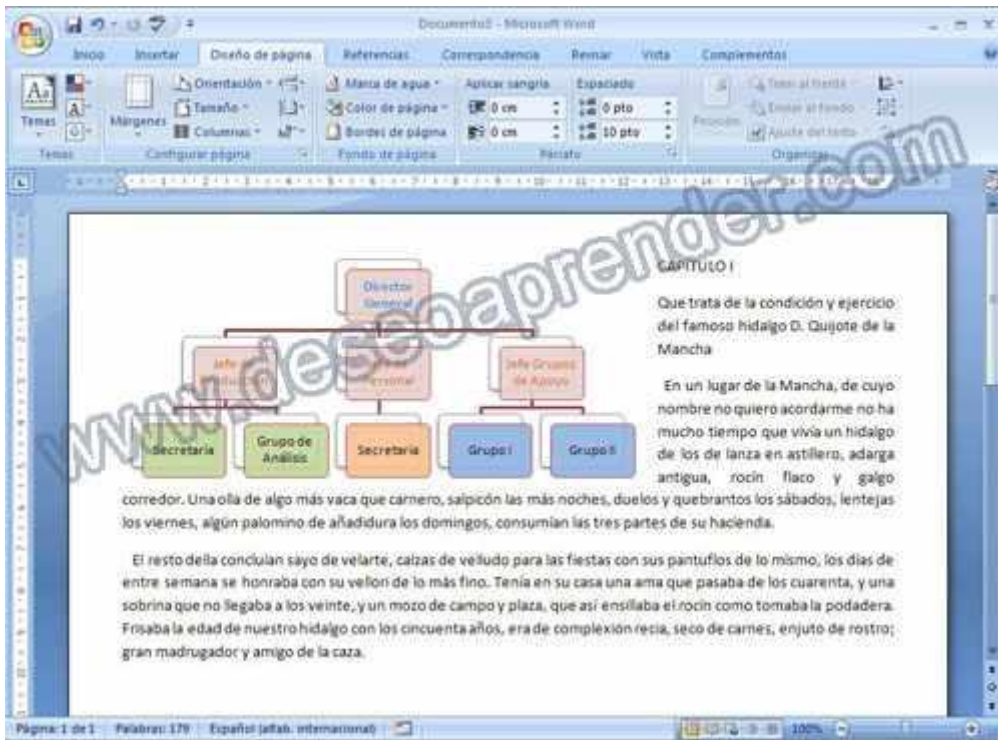 Documento2 - Microsoft Word
Inicio Insertar Diseño de página Referencias Correspondencia Revisar Vista Complementos
Orientación Marca de agua Aplicar sangría Espaciado Traer al frente
Temas Márgenes Tamaño Color de página 0 cm 0 pto Posición Enviar al fondo
Columnas Bordes de página 0 cm 10 pto Ajuste del texto
Temas Configurar página Fondo de página Párrafo Organizar
www.deseoaprender.com
Director
General
Jefe
Personal
Jefe Grupos
de Apoyo
Secretaria
Grupo de
Análisis
Secretaria
Grupo I
Grupo II
CAPITULO I
Que trata de la condición y ejercicio
del famoso hidalgo D. Quijote de la
Mancha
En un lugar de la Mancha, de cuyo
nombre no quiero acordarme no ha
mucho tiempo que vivía un hidalgo
de los de lanza en astillero, adarga
antigua, rocín flaco y galgo
corredor. Una olla de algo más vaca que carnero, salpicón las más noches, duelos y quebrantos los sábados, lentejas
los viernes, algún palomino de añadidura los domingos, consumían las tres partes de su hacienda.
El resto della concluían sayo de velarte, calzas de velludo para las fiestas con sus pantuflos de lo mismo, los días de
entre semana se honraba con su vellori de lo más fino. Tenía en su casa una ama que pasaba de los cuarenta, y una
sobrina que no llegaba a los veinte, y un mozo de campo y plaza, que así ensillaba el rocín como tomaba la podadera.
Frisaba la edad de nuestro hidalgo con los cincuenta años, era de complexión recia, seco de carnes, enjuto de rostro;
gran madrugador y amigo de la caza.
Página: 1 de 1 Palabras: 179 Español (alfab. internacional) 100%